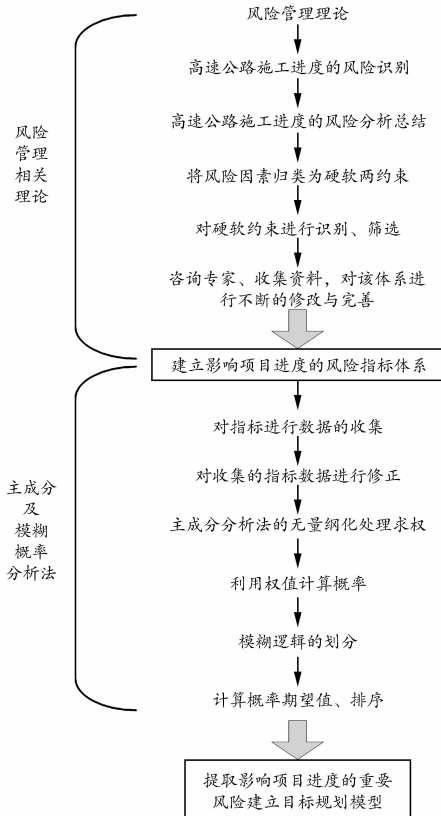 风险管理理论
高速公路施工进度的风险识别
高速公路施工进度的风险分析总结
将风险因素归类为硬软两约束
对硬软约束进行识别、筛选
咨询专家、收集资料，对该体系进
行不断的修改与完善
风险
管理
相关
理论
建立影响项目进度的风险指标体系
对指标进行数据的收集
对收集的指标数据进行修正
主成分分析法的无量纲化处理求权
利用权值计算概率
模糊逻辑的划分
计算概率期望值、排序
主成分
及
模糊
概率
分析法
提取影响项目进度的重要
风险建立目标规划模型